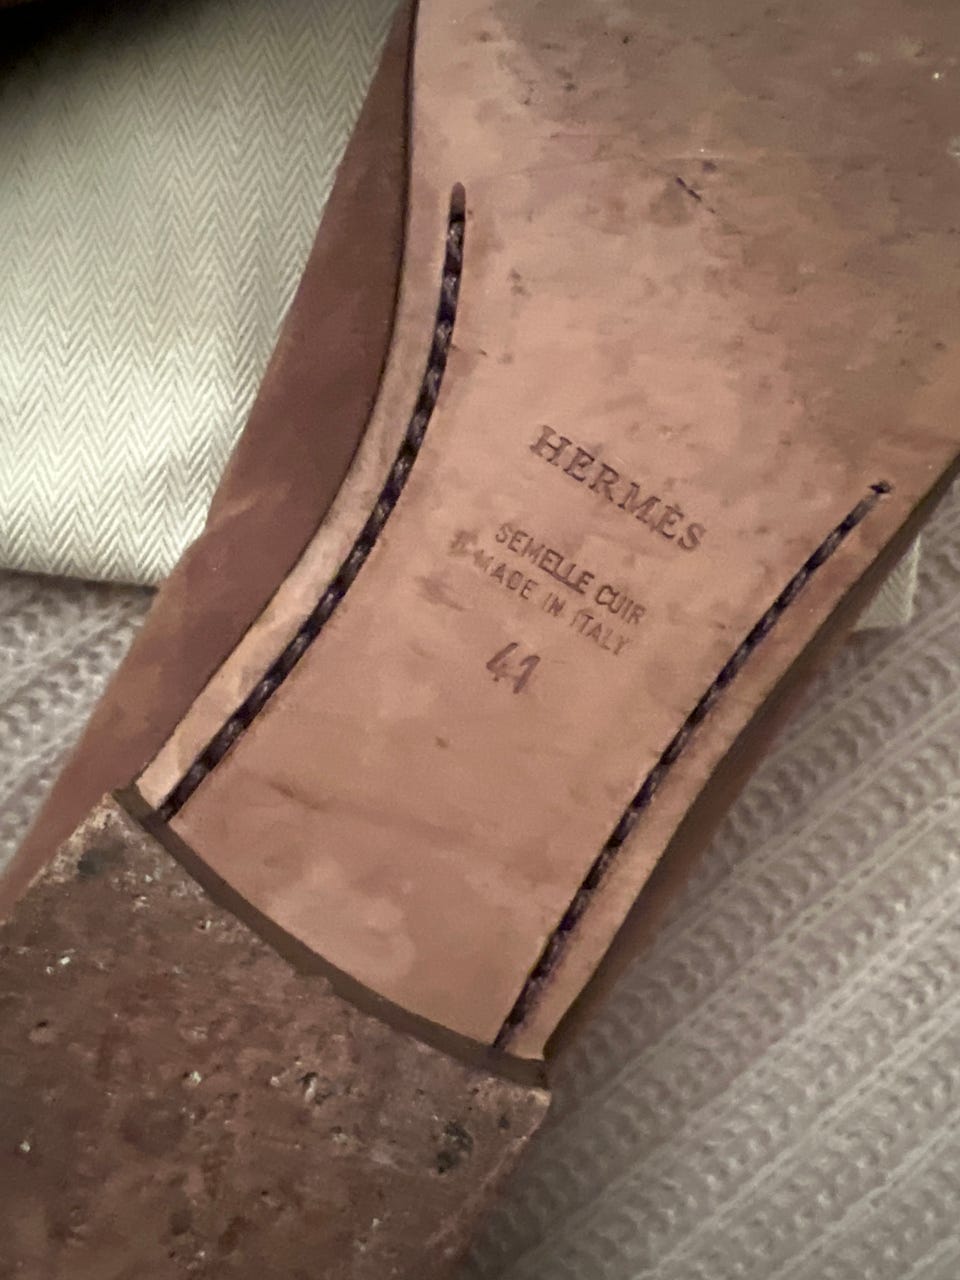 HERMÈS
SEMELLE CUIR
MADE IN ITALY
41